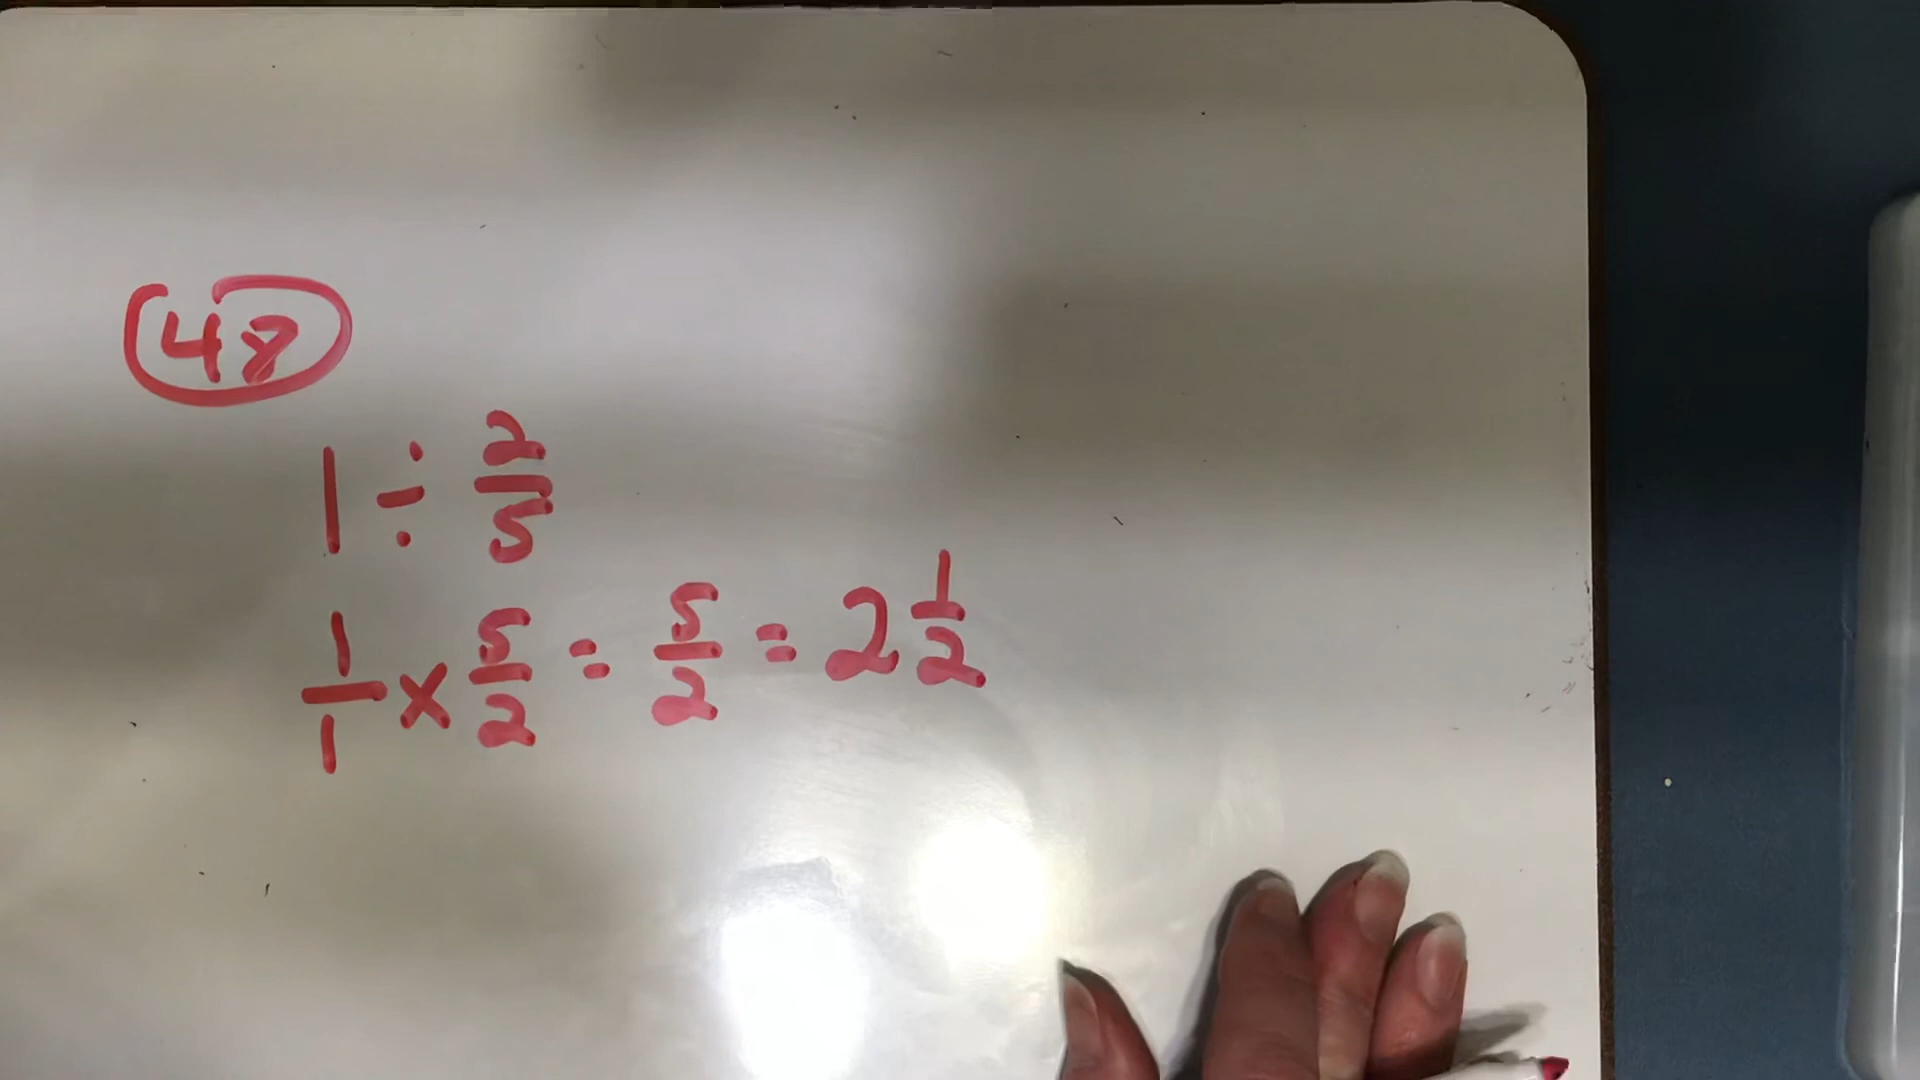 48
1 ÷ 2/5
1/1 × 5/2 = 5/2 = 2 1/2